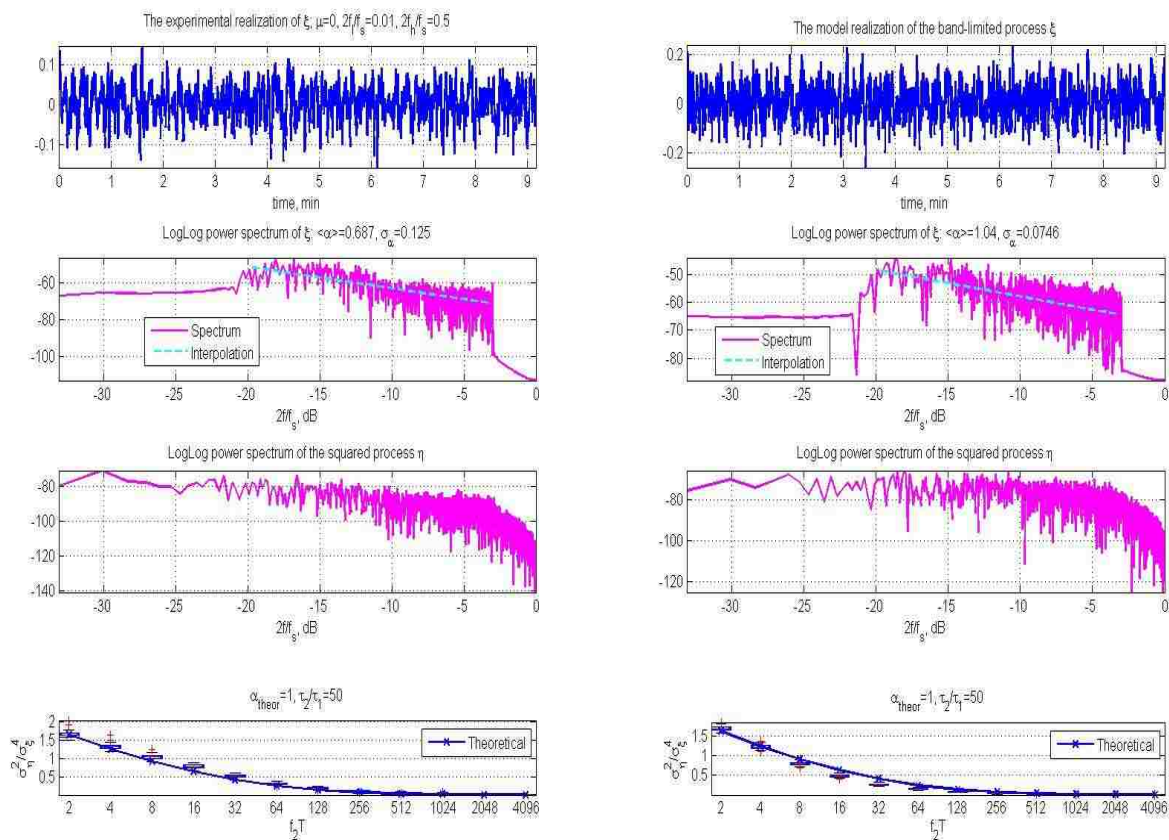 The experimental realization of ξ; μ=0, 2f_l/f_s=0.01, 2f_h/f_s=0.5
0.1
0
-0.1
0 1 2 3 4 5 6 7 8 9
time, min
LogLog power spectrum of ξ: <α>=0.687, σ_α=0.125
-60
-80
-100
Spectrum
Interpolation
-30 -25 -20 -15 -10 -5 0
2f/f_s, dB
LogLog power spectrum of the squared process η
-80
-100
-120
-140
-30 -25 -20 -15 -10 -5 0
2f/f_s, dB
α_theor=1, τ_2/τ_1=50
σ_η^2/σ_ξ^4
2
1.5
1
0.5
Theoretical
2 4 8 16 32 64 128 256 512 1024 2048 4096
f_2T
The model realization of the band-limited process ξ
0.2
0
-0.2
0 1 2 3 4 5 6 7 8 9
time, min
LogLog power spectrum of ξ: <α>=1.04, σ_α=0.0746
-50
-60
-70
-80
Spectrum
Interpolation
-30 -25 -20 -15 -10 -5 0
2f/f_s, dB
LogLog power spectrum of the squared process η
-80
-100
-120
-30 -25 -20 -15 -10 -5 0
2f/f_s, dB
α_theor=1, τ_2/τ_1=50
σ_η^2/σ_ξ^4
1.5
1
0.5
Theoretical
2 4 8 16 32 64 128 256 512 1024 2048 4096
f_2T